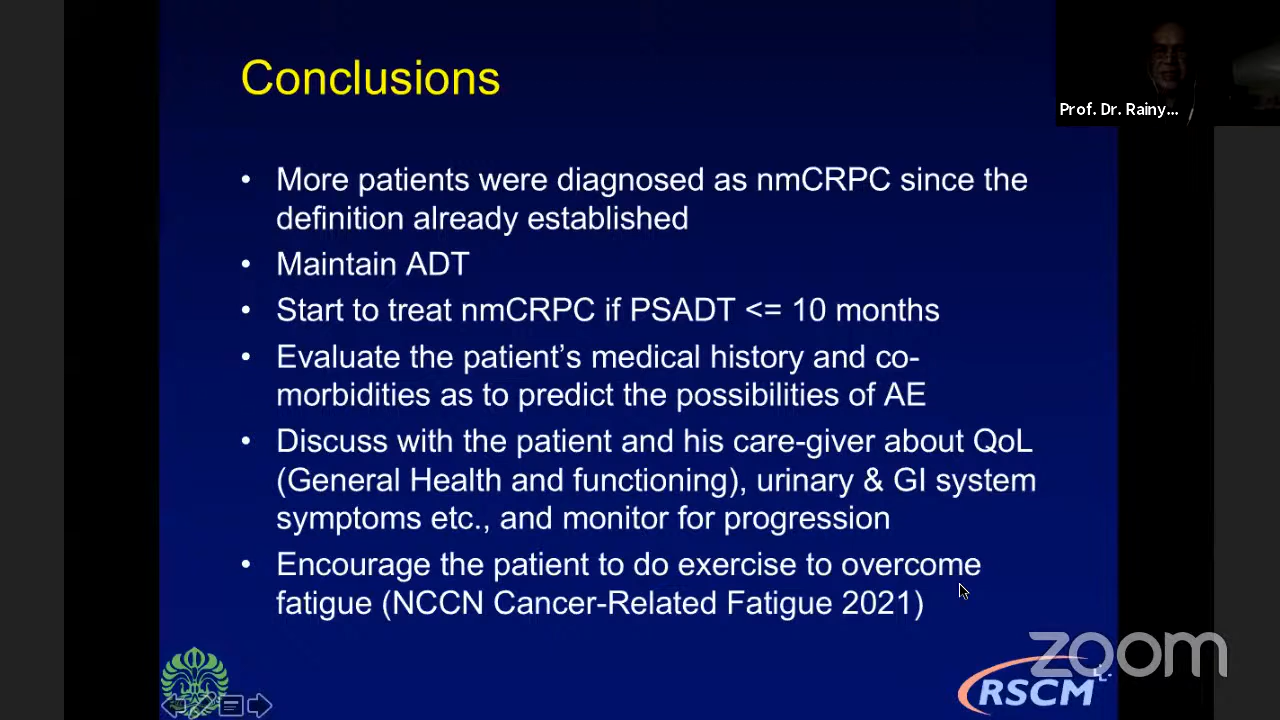 Conclusions
Prof. Dr. Rainy...
• More patients were diagnosed as nmCRPC since the
definition already established
• Maintain ADT
• Start to treat nmCRPC if PSADT <= 10 months
• Evaluate the patient's medical history and co-
morbidities as to predict the possibilities of AE
• Discuss with the patient and his care-giver about QoL
(General Health and functioning), urinary & GI system
symptoms etc., and monitor for progression
• Encourage the patient to do exercise to overcome
fatigue (NCCN Cancer-Related Fatigue 2021)
zoom
RSCM